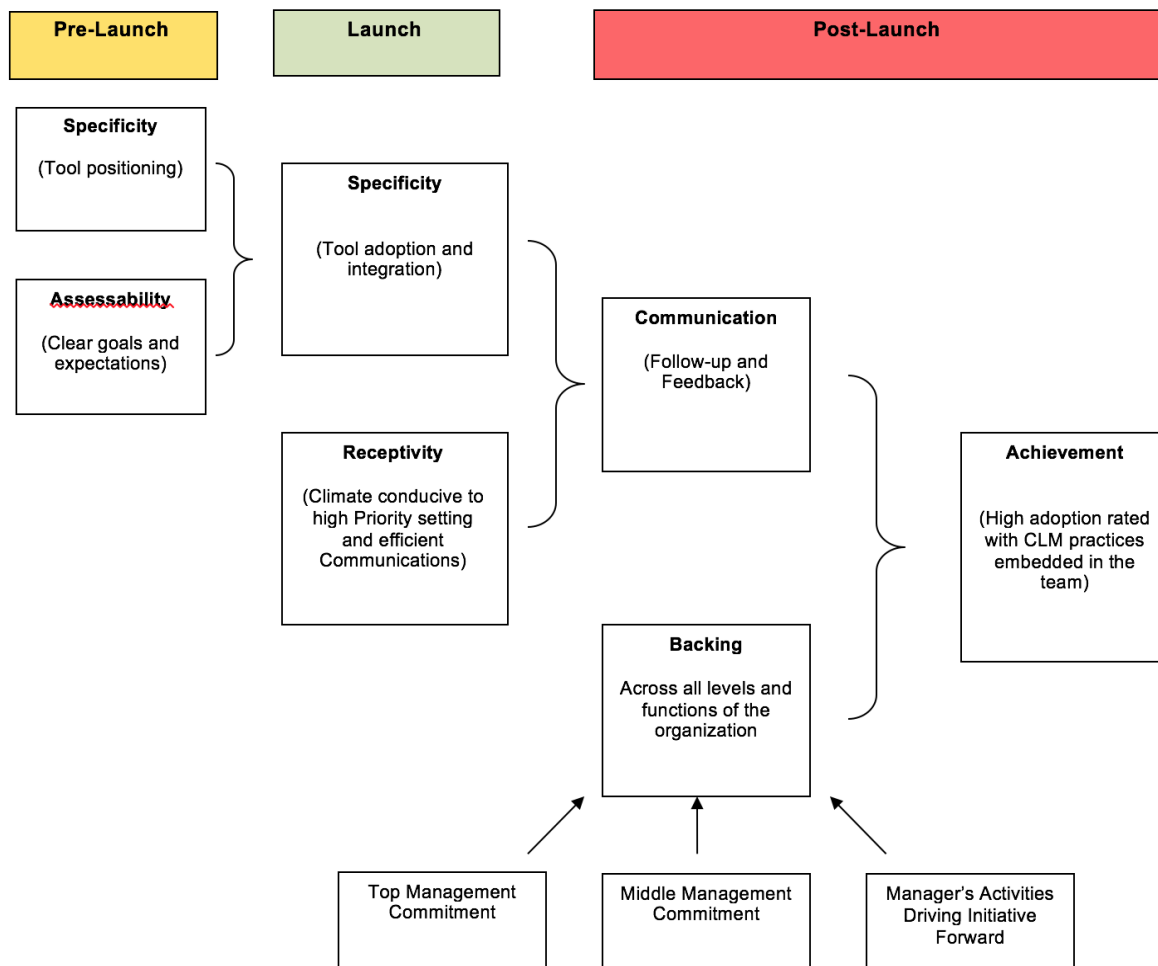 Pre-Launch
Launch
Post-Launch
Specificity
(Tool positioning)
Assessability
(Clear goals and
expectations)
Specificity
(Tool adoption and
integration)
Receptivity
(Climate conducive to
high Priority setting
and efficient
Communications)
Communication
(Follow-up and
Feedback)
Backing
Across all levels and
functions of the
organization
Achievement
(High adoption rated
with CLM practices
embedded in the
team)
Top Management
Commitment
Middle Management
Commitment
Manager's Activities
Driving Initiative
Forward